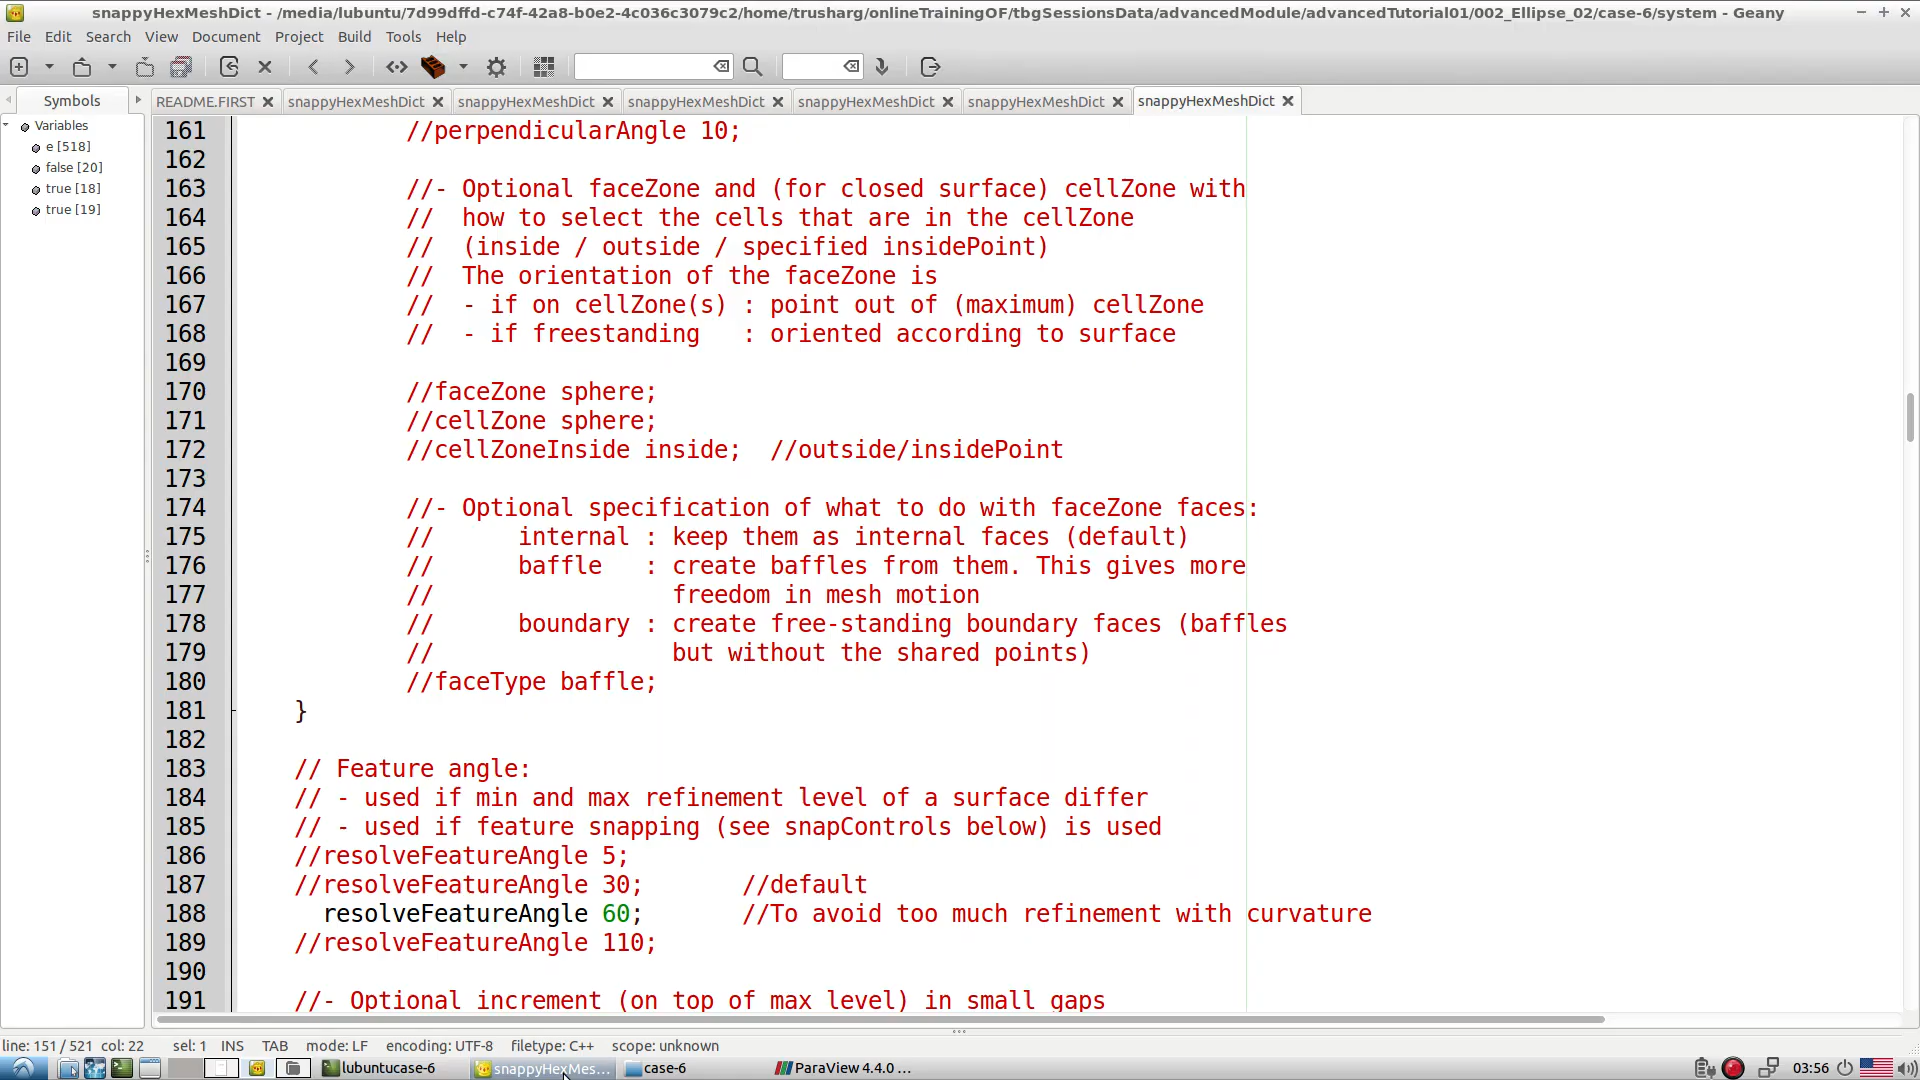 snappyHexMeshDict - /media/lubuntu/7d99dffd-c74f-42a8-b0e2-4c036c3079c2/home/trusharg/onlineTrainingOF/tbgSessionsData/advancedModule/advancedTutorial01/002_Ellipse_02/case-6/system - Geany
File Edit Search View Document Project Build Tools Help
Symbols README.FIRST snappyHexMeshDict snappyHexMeshDict snappyHexMeshDict snappyHexMeshDict snappyHexMeshDict snappyHexMeshDict
Variables
e [518]
false [20]
true [18]
true [19]
161 //perpendicularAngle 10;
162
163 //- Optional faceZone and (for closed surface) cellZone with
164 // how to select the cells that are in the cellZone
165 // (inside / outside / specified insidePoint)
166 // The orientation of the faceZone is
167 // - if on cellZone(s) : point out of (maximum) cellZone
168 // - if freestanding : oriented according to surface
169
170 //faceZone sphere;
171 //cellZone sphere;
172 //cellZoneInside inside; //outside/insidePoint
173
174 //- Optional specification of what to do with faceZone faces:
175 // internal : keep them as internal faces (default)
176 // baffle : create baffles from them. This gives more
177 // freedom in mesh motion
178 // boundary : create free-standing boundary faces (baffles
179 // but without the shared points)
180 //faceType baffle;
181 }
182
183 // Feature angle:
184 // - used if min and max refinement level of a surface differ
185 // - used if feature snapping (see snapControls below) is used
186 //resolveFeatureAngle 5;
187 //resolveFeatureAngle 30; //default
188 resolveFeatureAngle 60; //To avoid too much refinement with curvature
189 //resolveFeatureAngle 110;
190
191 //- Optional increment (on top of max level) in small gaps
line: 151 / 521 col: 22 sel: 1 INS TAB mode: LF encoding: UTF-8 filetype: C++ scope: unknown
lubuntucase-6 snappyHexMes... case-6 ParaView 4.4.0 ... 03:56